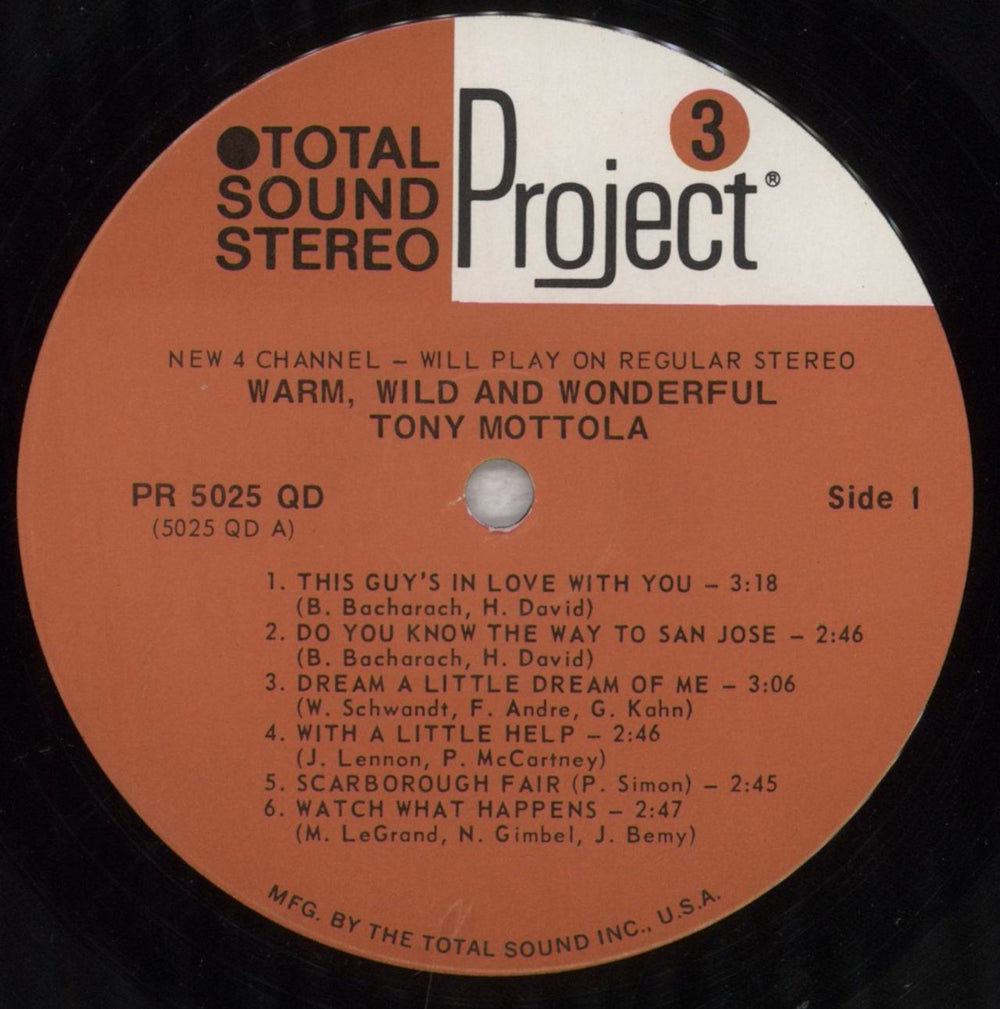 ●TOTAL
SOUND
STEREO
Project 3®
NEW 4 CHANNEL – WILL PLAY ON REGULAR STEREO
WARM, WILD AND WONDERFUL
TONY MOTTOLA
PR 5025 QD
(5025 QD A)
Side 1
1. THIS GUY'S IN LOVE WITH YOU – 3:18
(B. Bacharach, H. David)
2. DO YOU KNOW THE WAY TO SAN JOSE – 2:46
(B. Bacharach, H. David)
3. DREAM A LITTLE DREAM OF ME – 3:06
(W. Schwandt, F. Andre, G. Kahn)
4. WITH A LITTLE HELP – 2:46
(J. Lennon, P. McCartney)
5. SCARBOROUGH FAIR (P. Simon) – 2:45
6. WATCH WHAT HAPPENS – 2:47
(M. LeGrand, N. Gimbel, J. Bemy)
MFG. BY THE TOTAL SOUND INC., U.S.A.